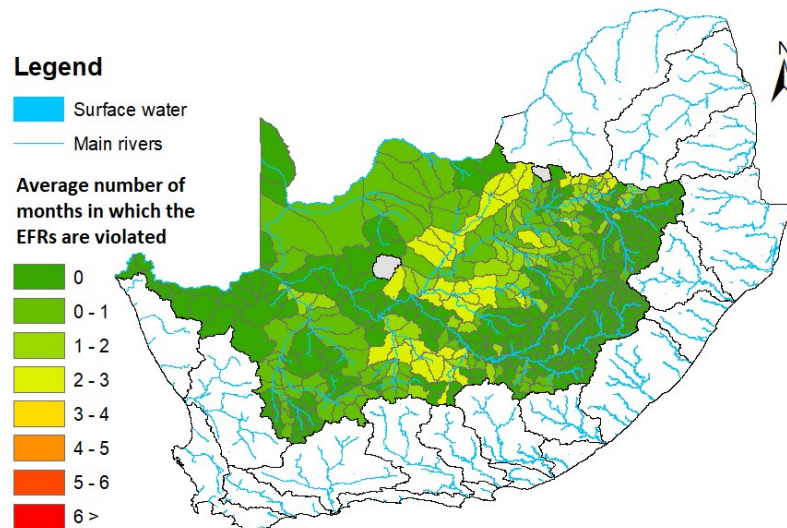 Legend
Surface water
Main rivers
Average number of
months in which the
EFRs are violated
0
0 - 1
1 - 2
2 - 3
3 - 4
4 - 5
5 - 6
6 >
N